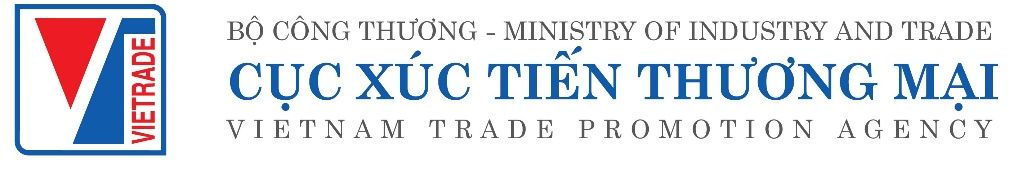 VIETRADE
BỘ CÔNG THƯƠNG - MINISTRY OF INDUSTRY AND TRADE
CỤC XÚC TIẾN THƯƠNG MẠI
VIETNAM TRADE PROMOTION AGENCY